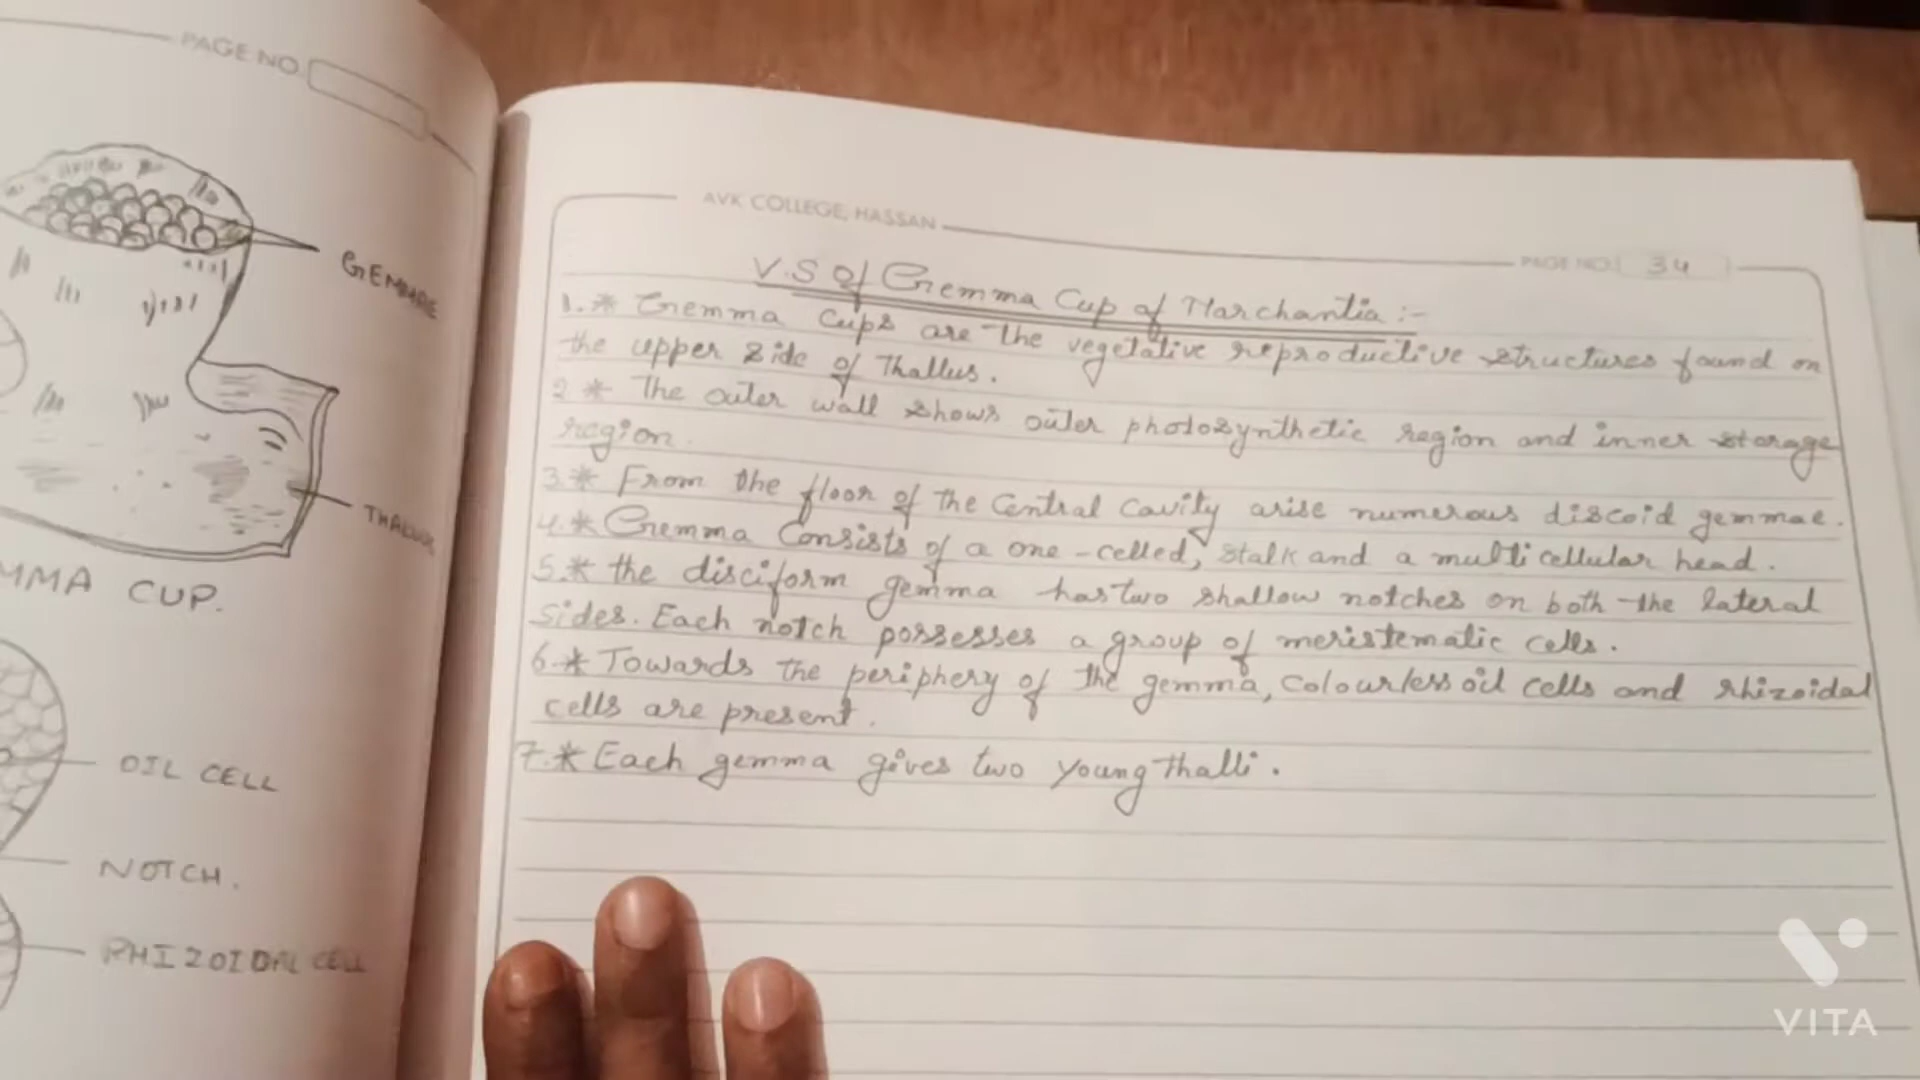 PAGE NO.
GEMMAE
THALLUS
MMA CUP.
OIL CELL
NOTCH.
RHIZOIDAL CELL
AVK COLLEGE, HASSAN
PAGE NO. 34
V.S of Gemma Cup of Marchantia :-
1.* Gemma Cups are the vegetative reproductive structures found on
the upper side of Thallus.
2 * The outer wall shows outer photosynthetic region and inner storage
region.
3.* From the floor of the Central Cavity arise numerous discoid gemmae.
4.* Gemma Consists of a one-celled, stalk and a multicellular head.
5.* the disciform gemma has two shallow notches on both the lateral
sides. Each notch possesses a group of meristematic cells.
6.* Towards the periphery of the gemma, colourless oil cells and rhizoidal
cells are present.
7.* Each gemma gives two young thalli.
VITA